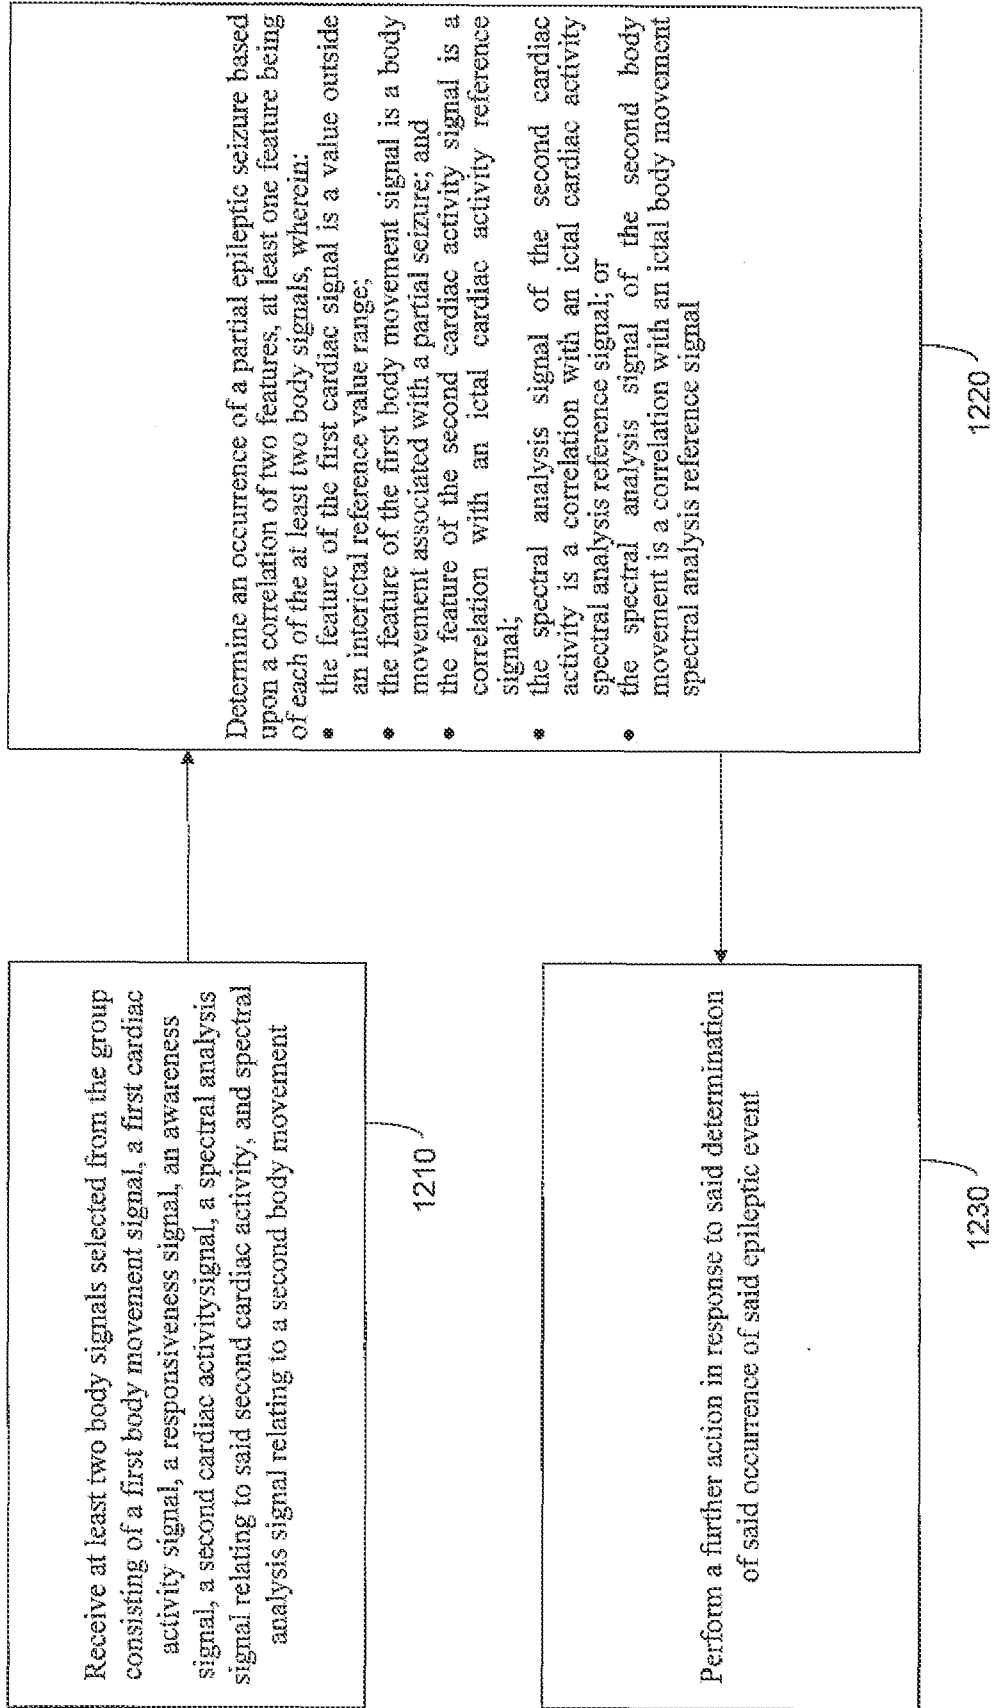 Receive at least two body signals selected from the group
consisting of a first body movement signal, a first cardiac
activity signal, a responsiveness signal, an awareness
signal, a second cardiac activitysignal, a spectral analysis
signal relating to said second cardiac activity, and spectral
analysis signal relating to a second body movement
1210
Determine an occurrence of a partial epileptic seizure based
upon a correlation of two features, at least one feature being
of each of the at least two body signals, wherein:
• the feature of the first cardiac signal is a value outside
an interictal reference value range;
• the feature of the first body movement signal is a body
movement associated with a partial seizure; and
• the feature of the second cardiac activity signal is a
correlation with an ictal cardiac activity reference
signal;
• the spectral analysis signal of the second cardiac
activity is a correlation with an ictal cardiac activity
spectral analysis reference signal; or
• the spectral analysis signal of the second body
movement is a correlation with an ictal body movement
spectral analysis reference signal
1220
Perform a further action in response to said determination
of said occurrence of said epileptic event
1230